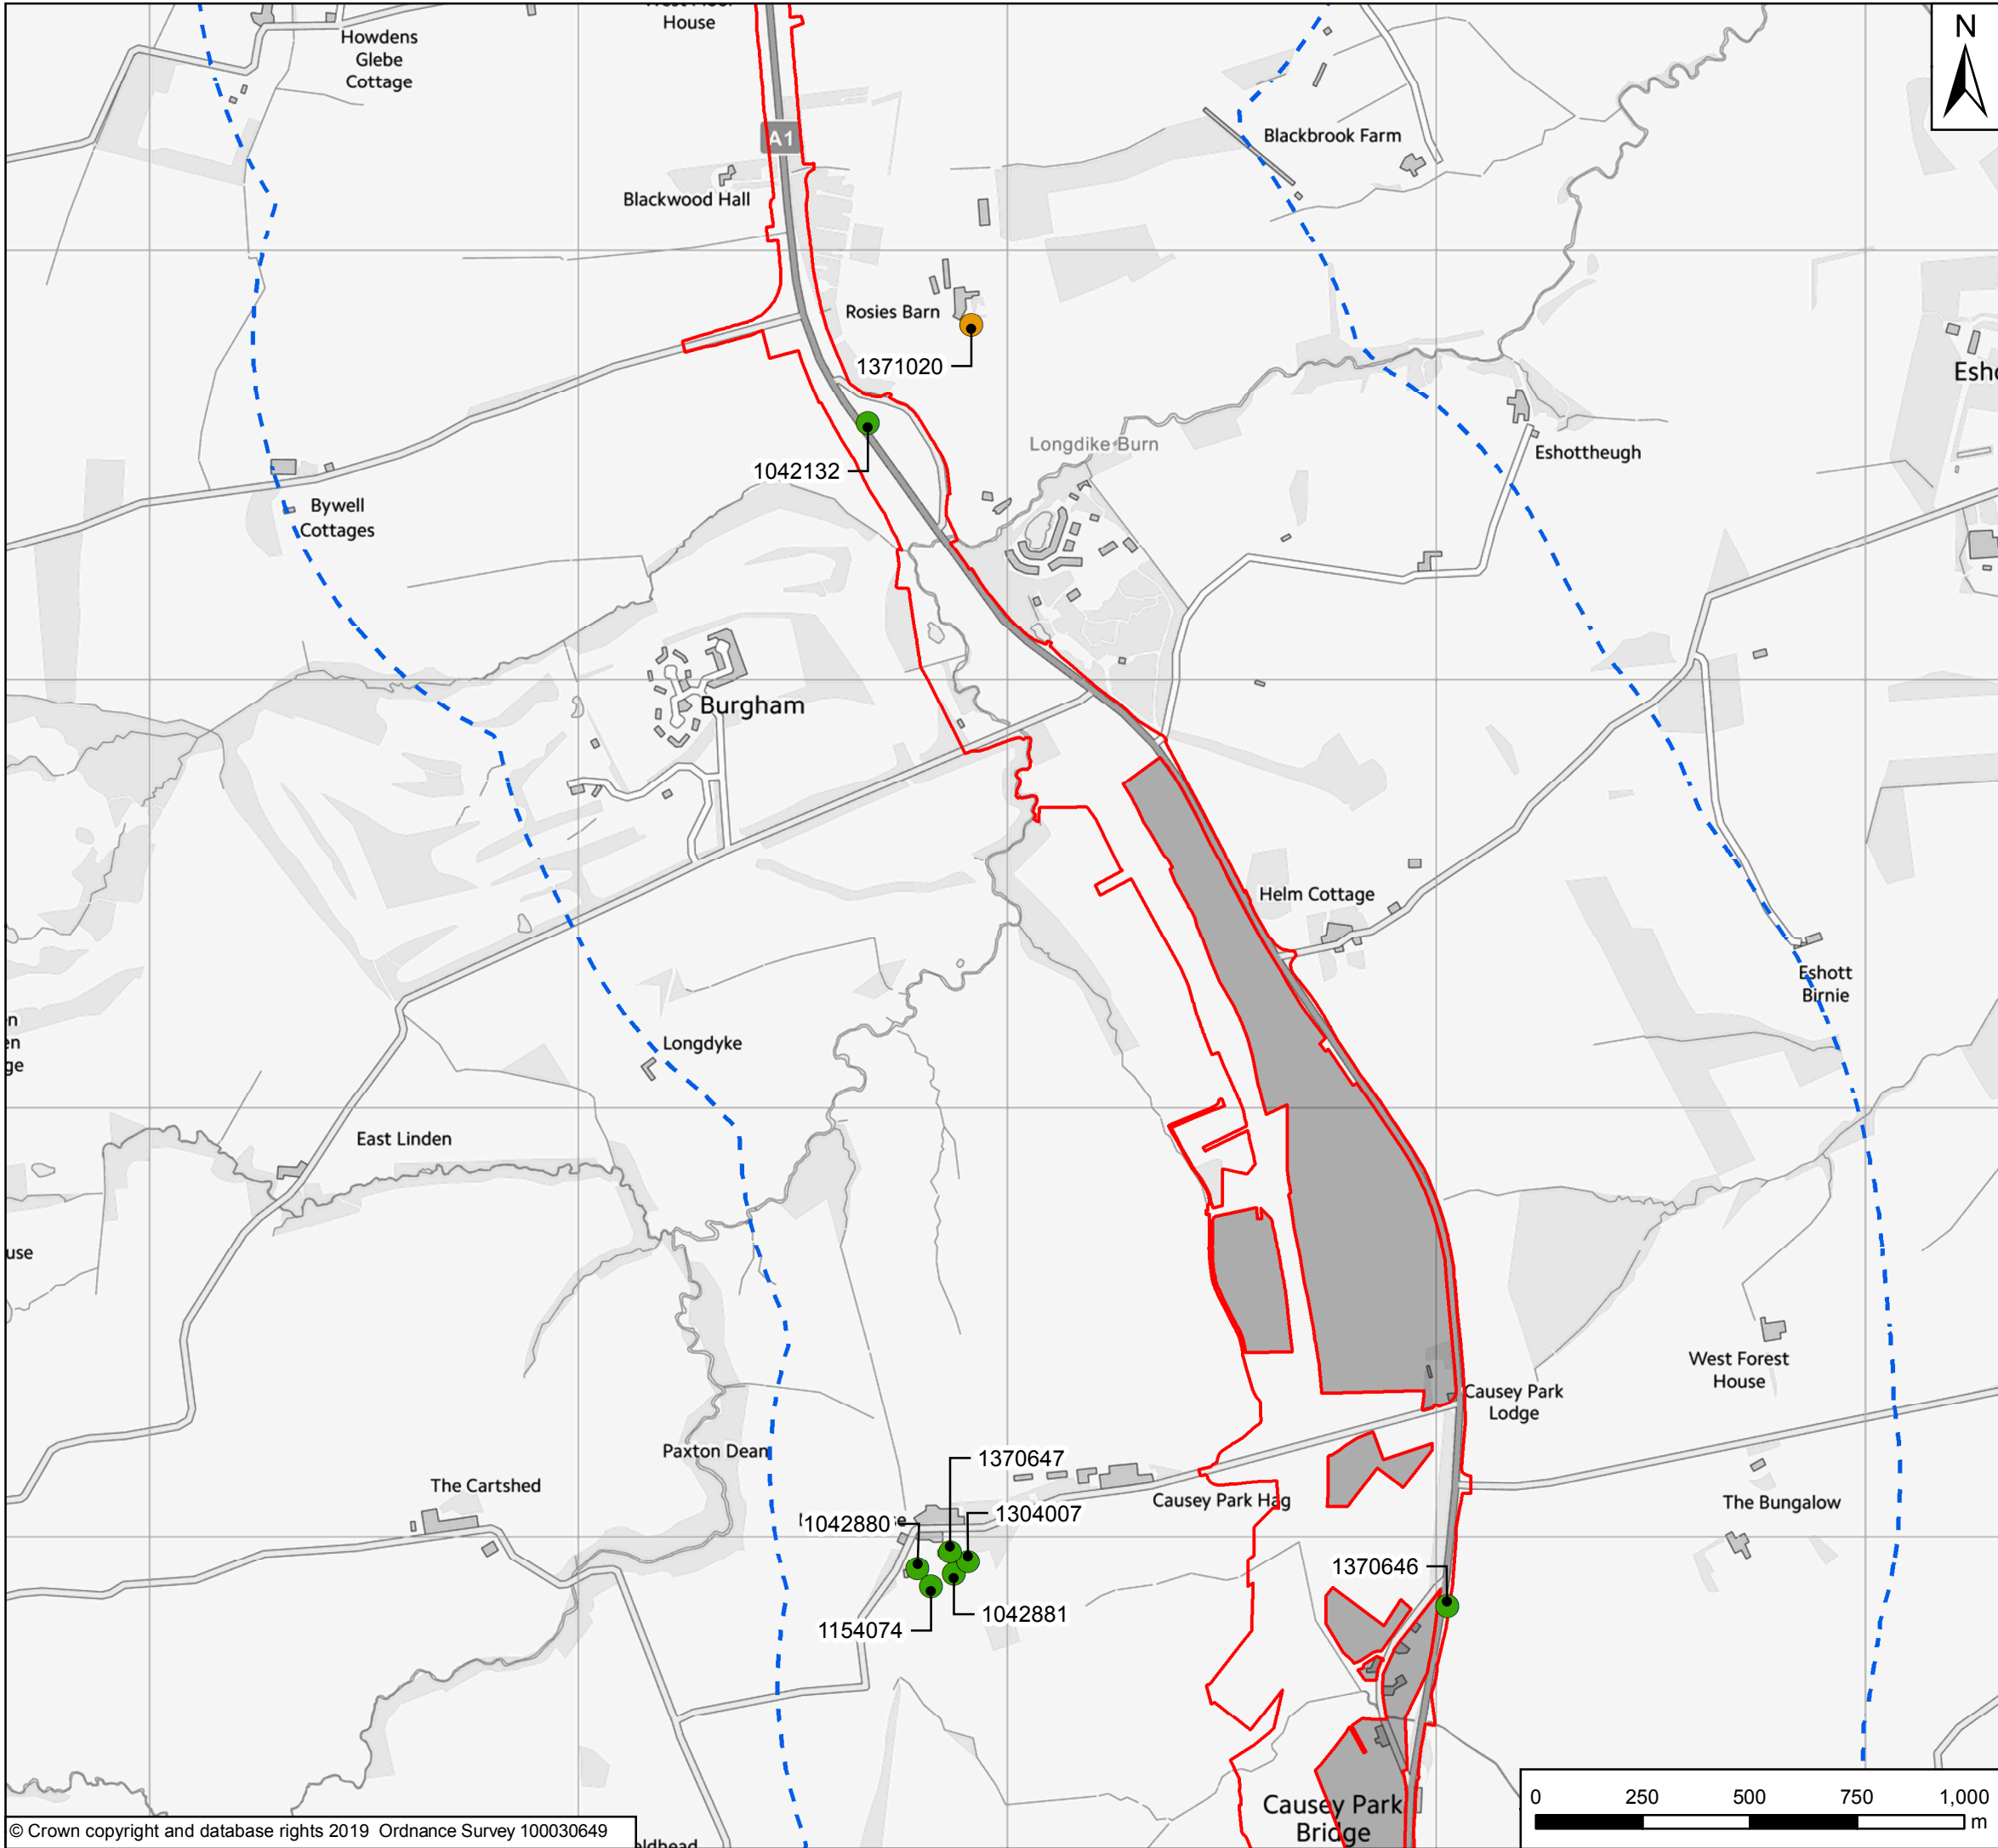 House
Howdens
Glebe
Cottage
N
A1
Blackbrook Farm
Blackwood Hall
Rosies Barn
1371020
1042132
Longdike Burn
Eshottheugh
Bywell
Cottages
Burgham
Helm Cottage
Eshott
Birnie
Longdyke
East Linden
West Forest
House
Causey Park
Lodge
Paxton Dean
1370647
The Cartshed
Causey Park Hag
The Bungalow
1304007
1042880
1370646
1042881
1154074
Causey Park
Bridge
0 250 500 750 1,000
m
© Crown copyright and database rights 2019 Ordnance Survey 100030649